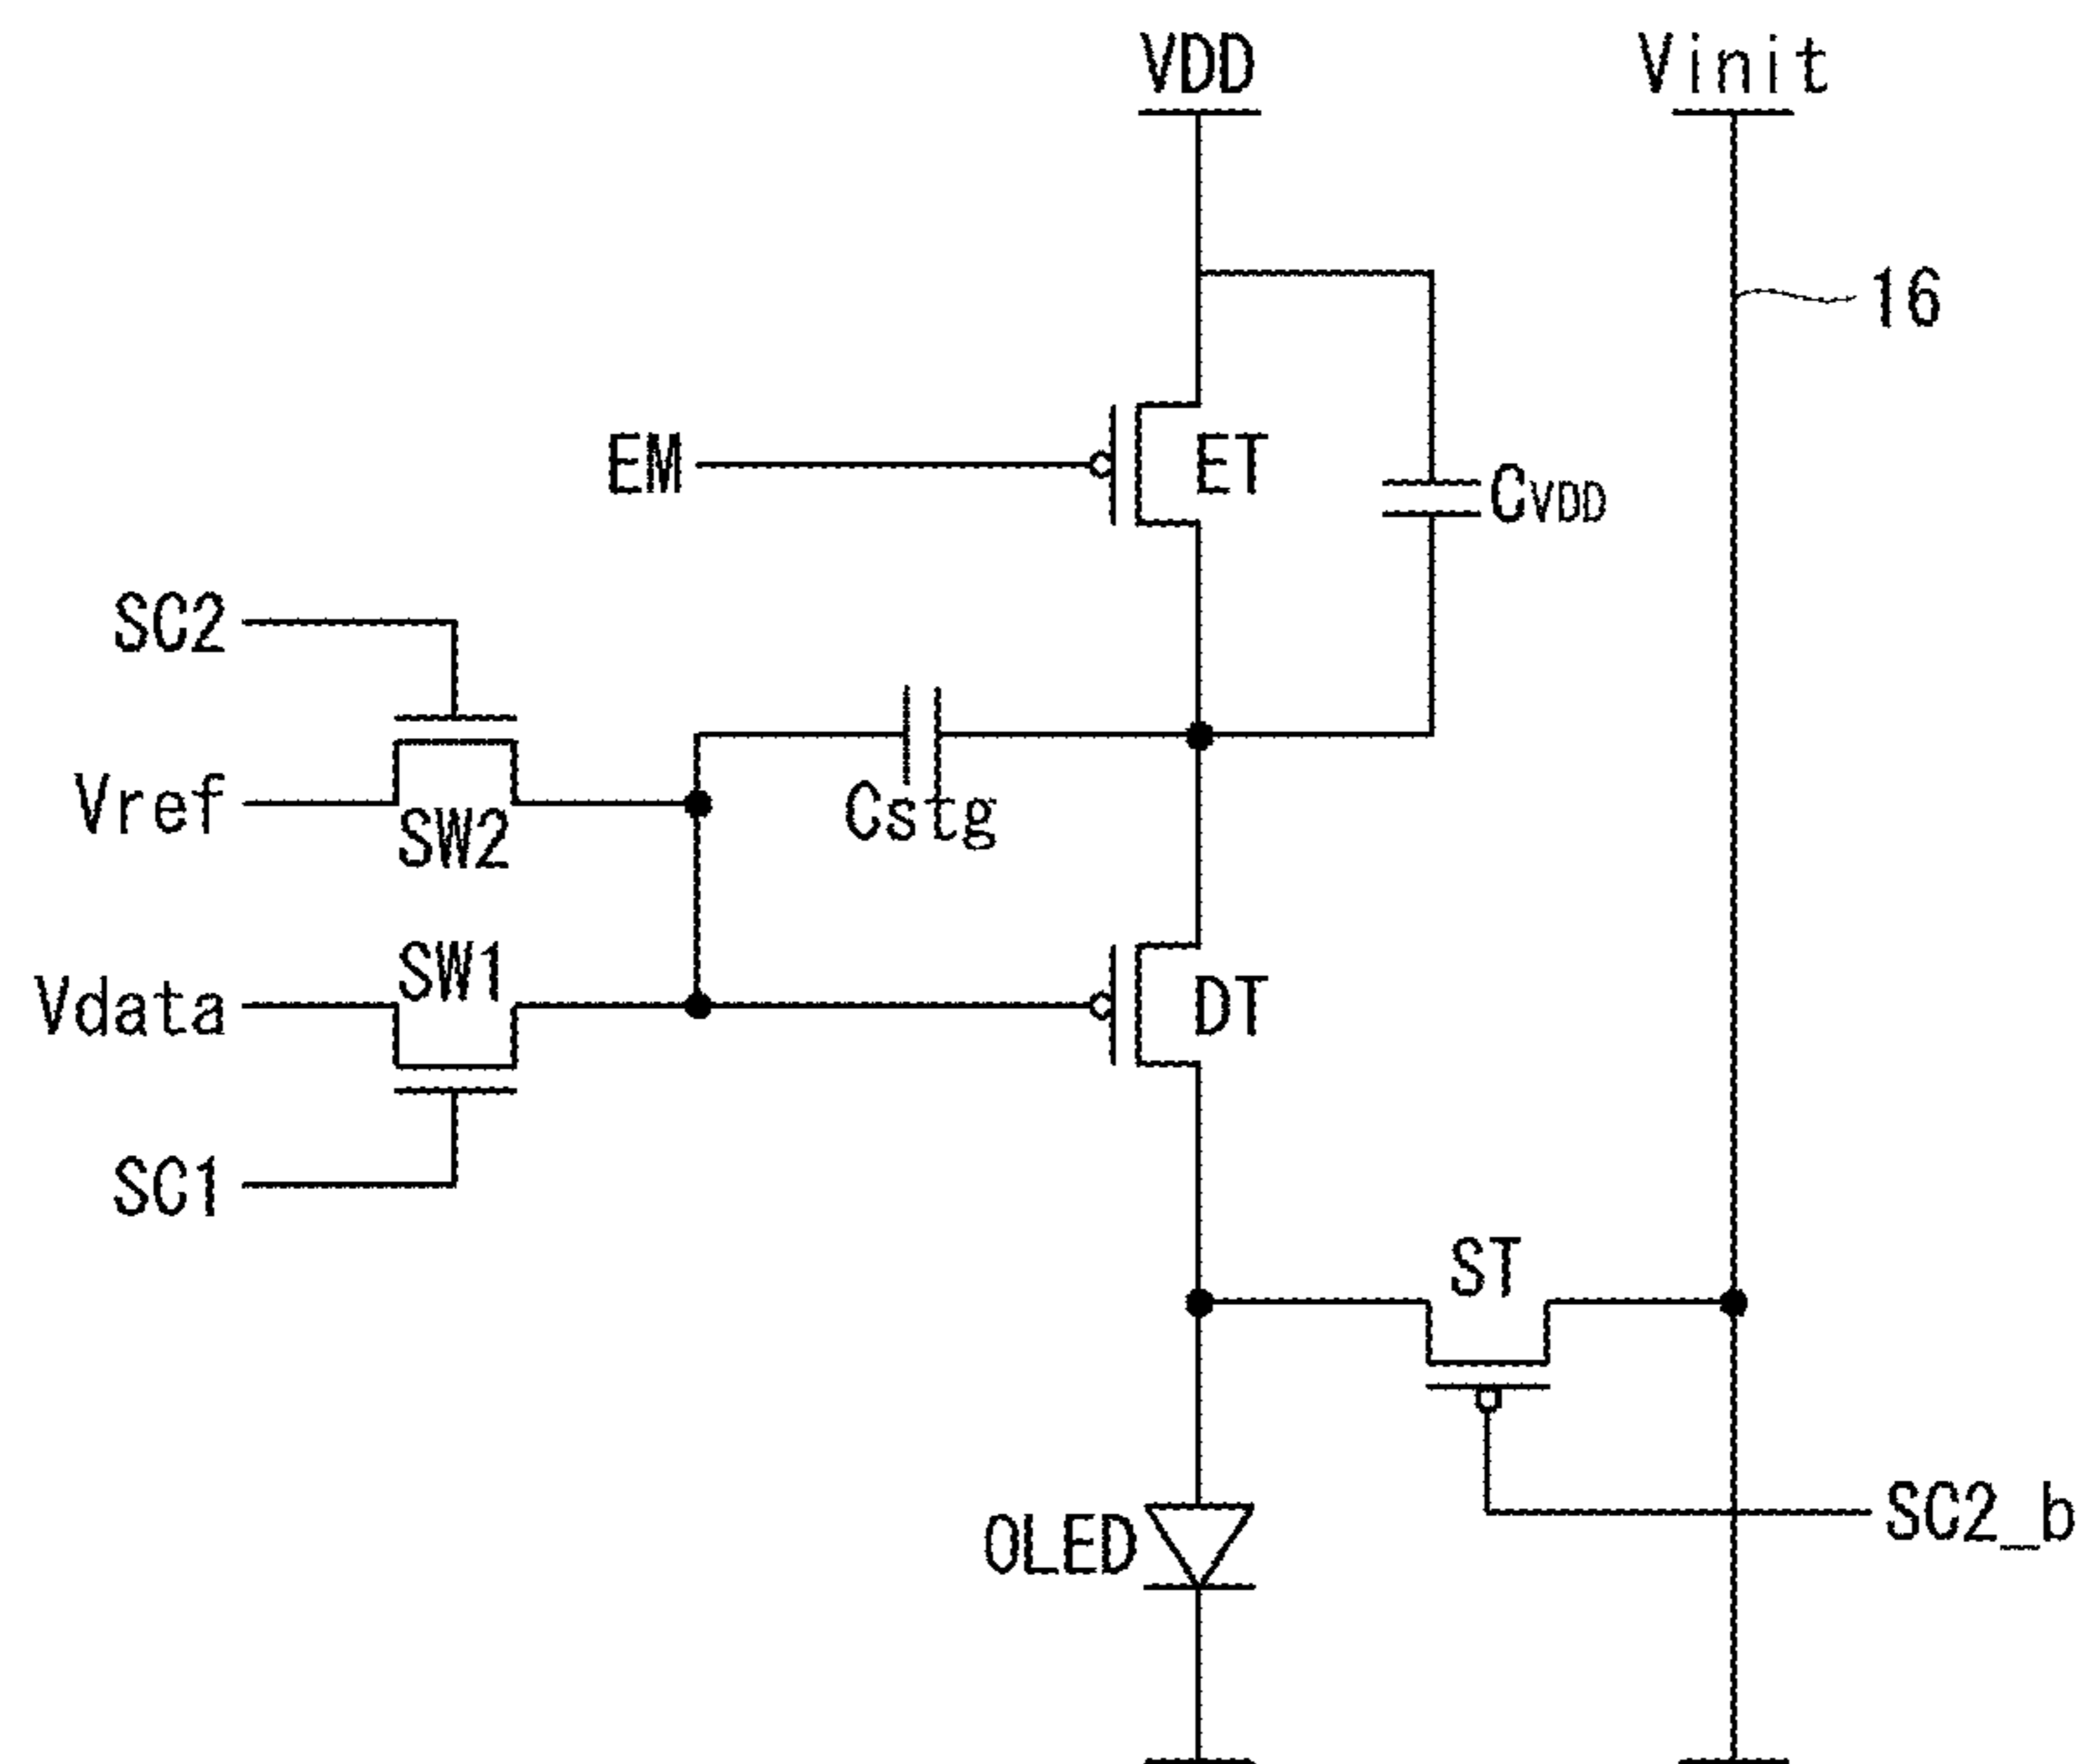 VDD
Vinit
16
EM
ET
CVDD
SC2
Vref
SW2
Cstg
SW1
Vdata
DT
SC1
ST
OLED
SC2_b